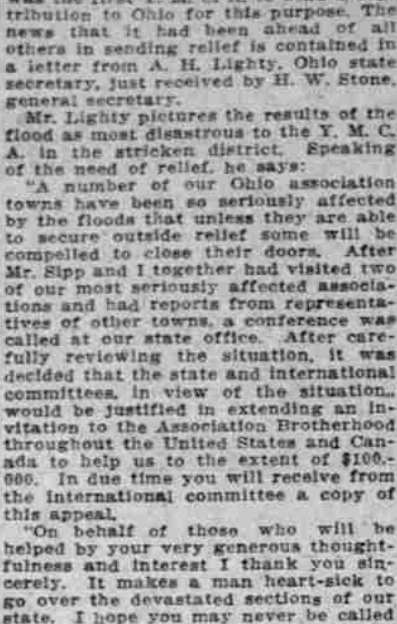 was the first Y. M. C. A. to
tribution to Ohio for this purpose. The
news that it had been ahead of all
others in sending relief is contained in
a letter from A. H. Lighty, Ohio state
secretary, just received by H. W. Stone,
general secretary.
Mr. Lighty pictures the results of the
flood as most disastrous to the Y. M. C.
A. in the stricken district. Speaking
of the need of relief, he says:
"A number of our Ohio association
towns have been so seriously affected
by the floods that unless they are able
to secure outside relief some will be
compelled to close their doors. After
Mr. Sipp and I together had visited two
of our most seriously affected associa-
tions and had reports from representa-
tives of other towns, a conference was
called at our state office. After care-
fully reviewing the situation, it was
decided that the state and international
committees, in view of the situation,
would be justified in extending an in-
vitation to the Association Brotherhood
throughout the United States and Can-
ada to help us to the extent of $100,-
000. In due time you will receive from
the international committee a copy of
this appeal.
"On behalf of those who will be
helped by your very generous thought-
fulness and interest I thank you sin-
cerely. It makes a man heart-sick to
go over the devastated sections of our
state. I hope you may never be called